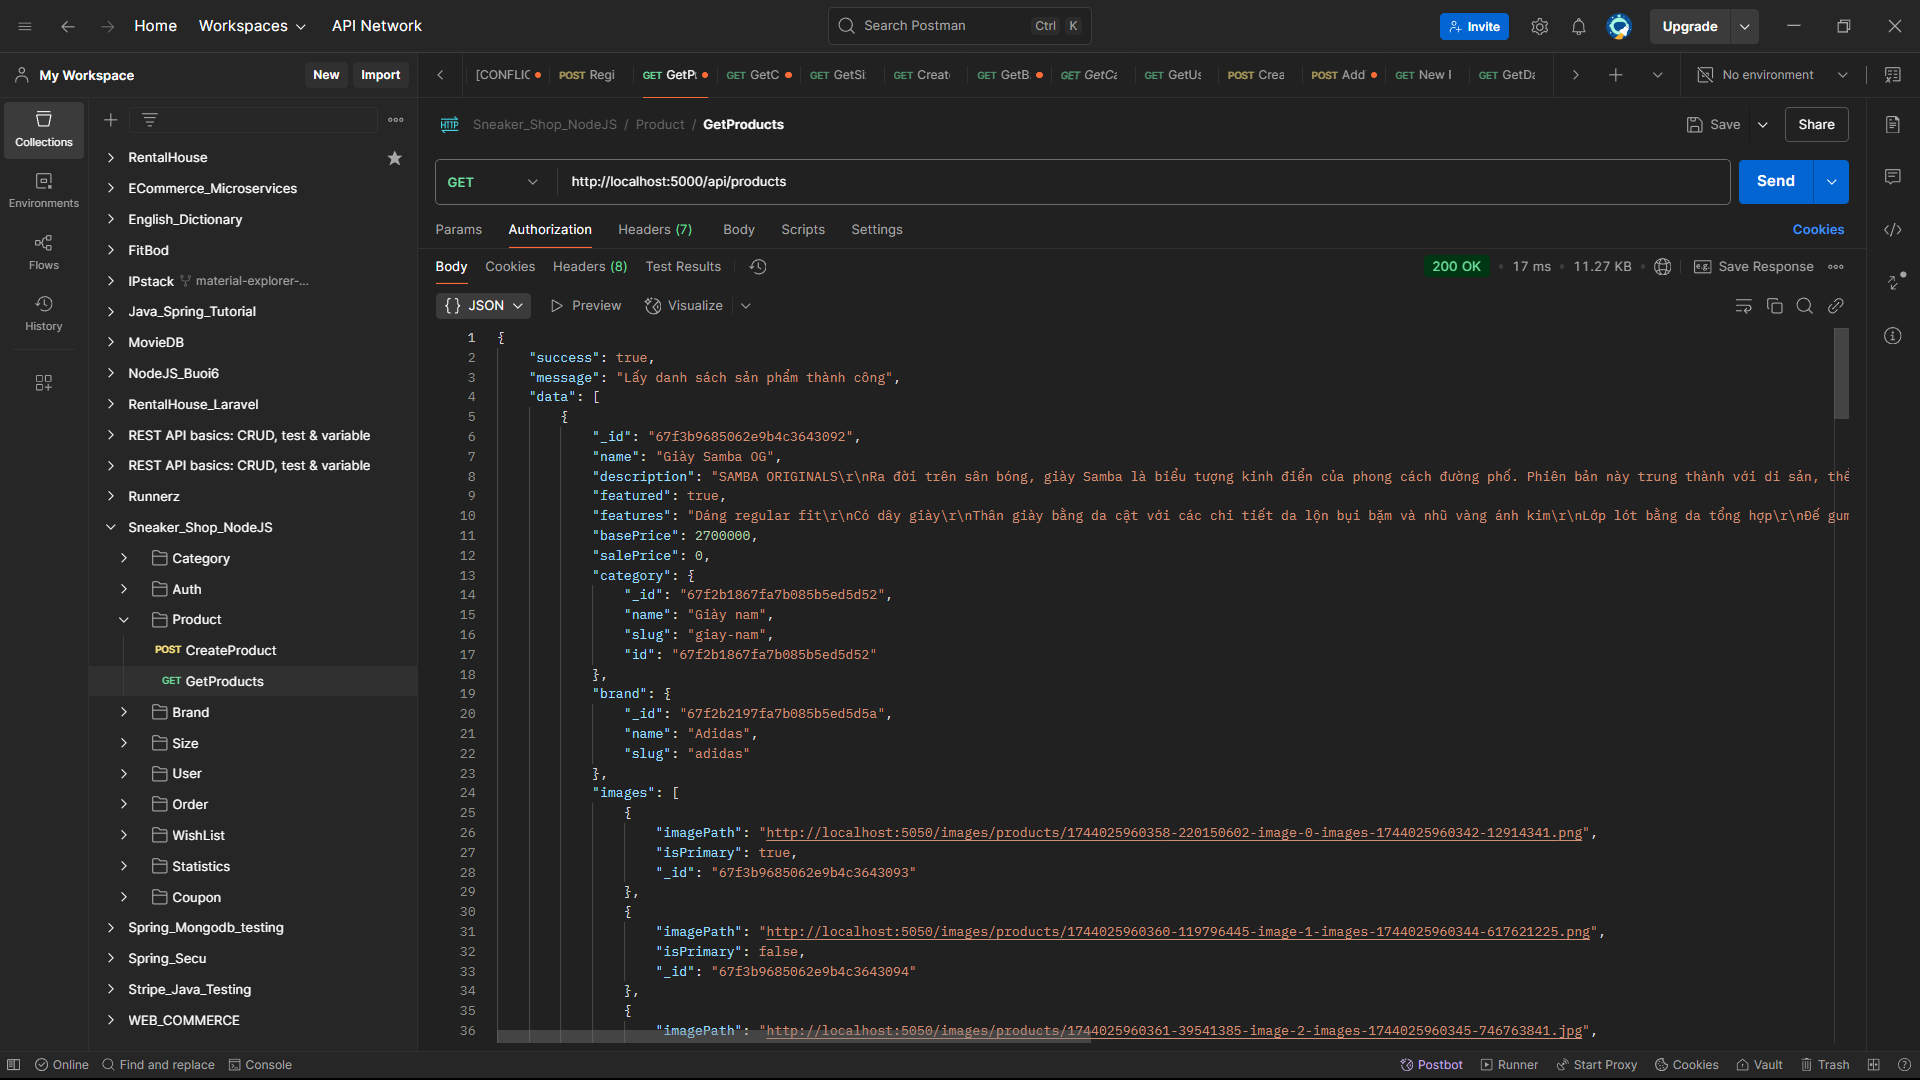 Home
Workspaces
API Network
Search Postman
Ctrl K
Invite
Upgrade
My Workspace
New
Import
[CONFLIC
POST Regi
GET GetP
GET GetC
GET GetSi
GET Creat
GET GetB
GET GetCa
GET GetUs
POST Crea
POST Add
GET New
GET GetDa
No environment
Collections
Environments
Flows
History
RentalHouse
ECommerce_Microservices
English_Dictionary
FitBod
IPstack material-explorer-...
Java_Spring_Tutorial
MovieDB
NodeJS_Buoi6
RentalHouse_Laravel
REST API basics: CRUD, test & variable
REST API basics: CRUD, test & variable
Runnerz
Sneaker_Shop_NodeJS
Category
Auth
Product
POST CreateProduct
GET GetProducts
Brand
Size
User
Order
WishList
Statistics
Coupon
Spring_Mongodb_testing
Spring_Secu
Stripe_Java_Testing
WEB_COMMERCE
HTTP Sneaker_Shop_NodeJS / Product / GetProducts
Save
Share
GET http://localhost:5000/api/products
Send
Params Authorization Headers (7) Body Scripts Settings
Cookies
Body Cookies Headers (8) Test Results
200 OK • 17 ms • 11.27 KB • e.g. Save Response
{} JSON Preview Visualize
1 {
2 "success": true,
3 "message": "Lấy danh sách sản phẩm thành công",
4 "data": [
5 {
6 "_id": "67f3b9685062e9b4c3643092",
7 "name": "Giày Samba OG",
8 "description": "SAMBA ORIGINALS\r\nRa đời trên sân bóng, giày Samba là biểu tượng kinh điển của phong cách đường phố. Phiên bản này trung thành với di sản, thể
9 "featured": true,
10 "features": "Dáng regular fit\r\nCó dây giày\r\nThân giày bằng da cật với các chi tiết da lộn bụi bặm và nhũ vàng ánh kim\r\nLớp lót bằng da tổng hợp\r\nĐế gum
11 "basePrice": 2700000,
12 "salePrice": 0,
13 "category": {
14 "_id": "67f2b1867fa7b085b5ed5d52",
15 "name": "Giày nam",
16 "slug": "giay-nam",
17 "id": "67f2b1867fa7b085b5ed5d52"
18 },
19 "brand": {
20 "_id": "67f2b2197fa7b085b5ed5d5a",
21 "name": "Adidas",
22 "slug": "adidas"
23 },
24 "images": [
25 {
26 "imagePath": "http://localhost:5050/images/products/1744025960358-220150602-image-0-images-1744025960342-12914341.png",
27 "isPrimary": true,
28 "_id": "67f3b9685062e9b4c3643093"
29 },
30 {
31 "imagePath": "http://localhost:5050/images/products/1744025960360-119796445-image-1-images-1744025960344-617621225.png",
32 "isPrimary": false,
33 "_id": "67f3b9685062e9b4c3643094"
34 },
35 {
36 "imagePath": "http://localhost:5050/images/products/1744025960361-39541385-image-2-images-1744025960345-746763841.jpg",
Online
Find and replace
Console
Postbot
Runner
Start Proxy
Cookies
Vault
Trash